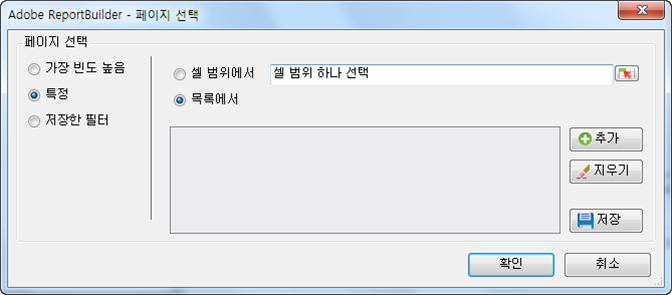 Adobe ReportBuilder - 페이지 선택
페이지 선택
가장 빈도 높음
특정
저장한 필터
셀 범위에서
셀 범위 하나 선택
목록에서
추가
지우기
저장
확인
취소